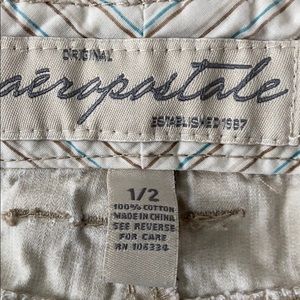 ORIGINAL
aéropostale
ESTABLISHED 1987
1/2
100% COTTON
MADE IN CHINA
SEE REVERSE
FOR CARE
RN 106334